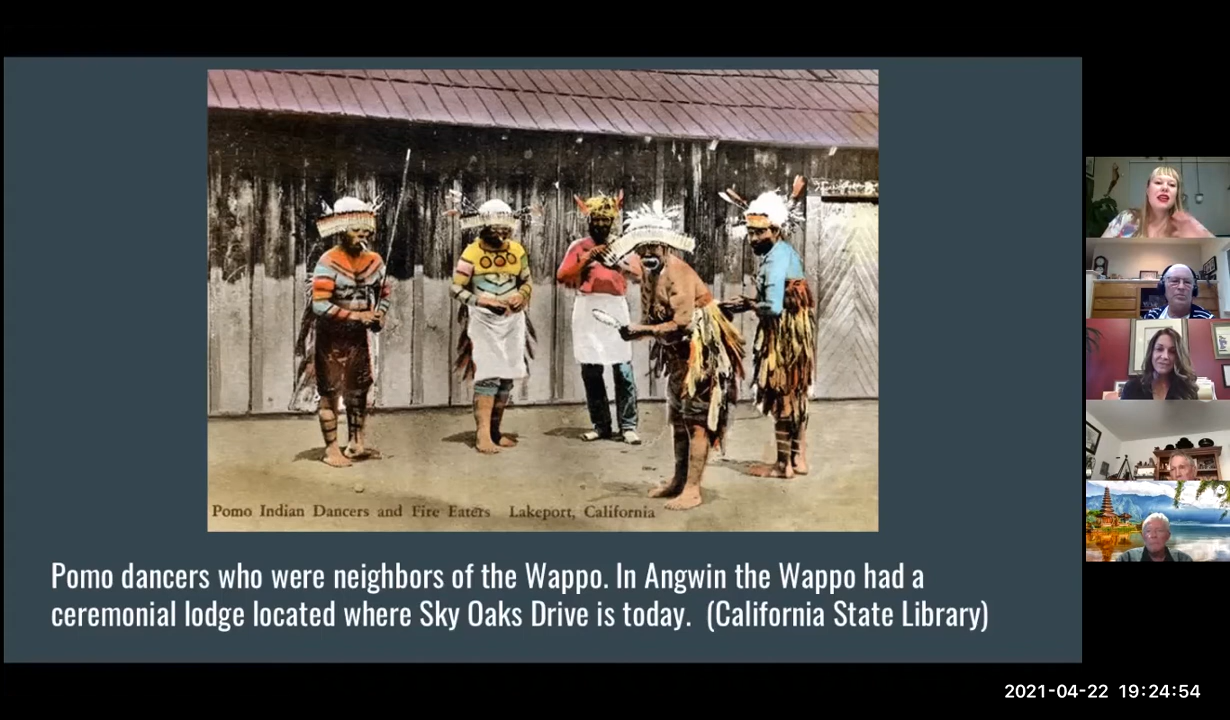 Pomo Indian Dancers and Fire Eaters Lakeport, California
Pomo dancers who were neighbors of the Wappo. In Angwin the Wappo had a
ceremonial lodge located where Sky Oaks Drive is today. (California State Library)
2021-04-22 19:24:54